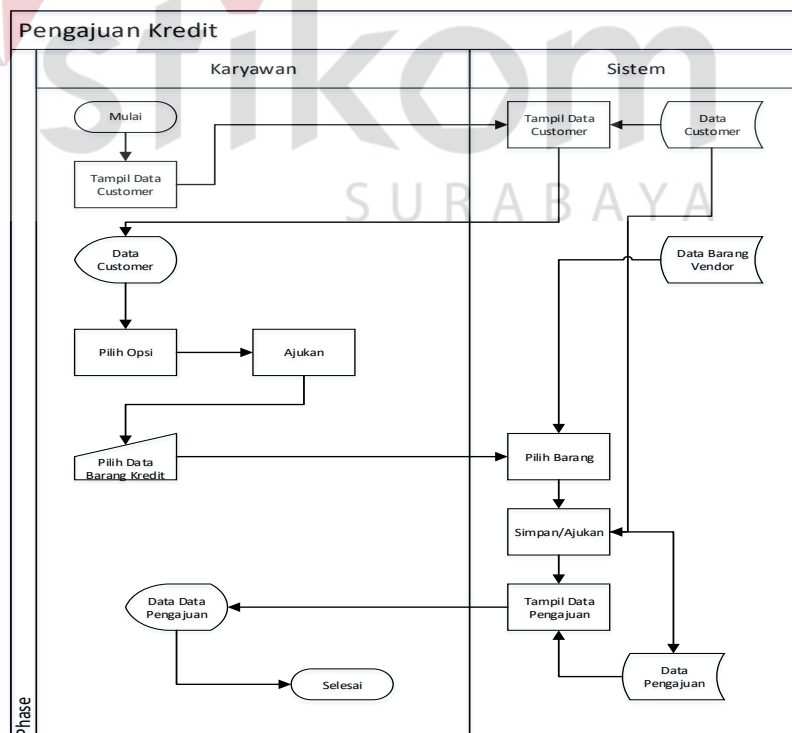 Pengajuan Kredit
Karyawan
Sistem
Mulai
Tampil Data
Customer
Data
Customer
Tampil Data
Customer
stikom
SURABAYA
Data
Customer
Data Barang
Vendor
Pilih Opsi
Ajukan
Pilih Data
Barang Kredit
Pilih Barang
Simpan/Ajukan
Data Data
Pengajuan
Tampil Data
Pengajuan
Data
Pengajuan
Selesai
Phase